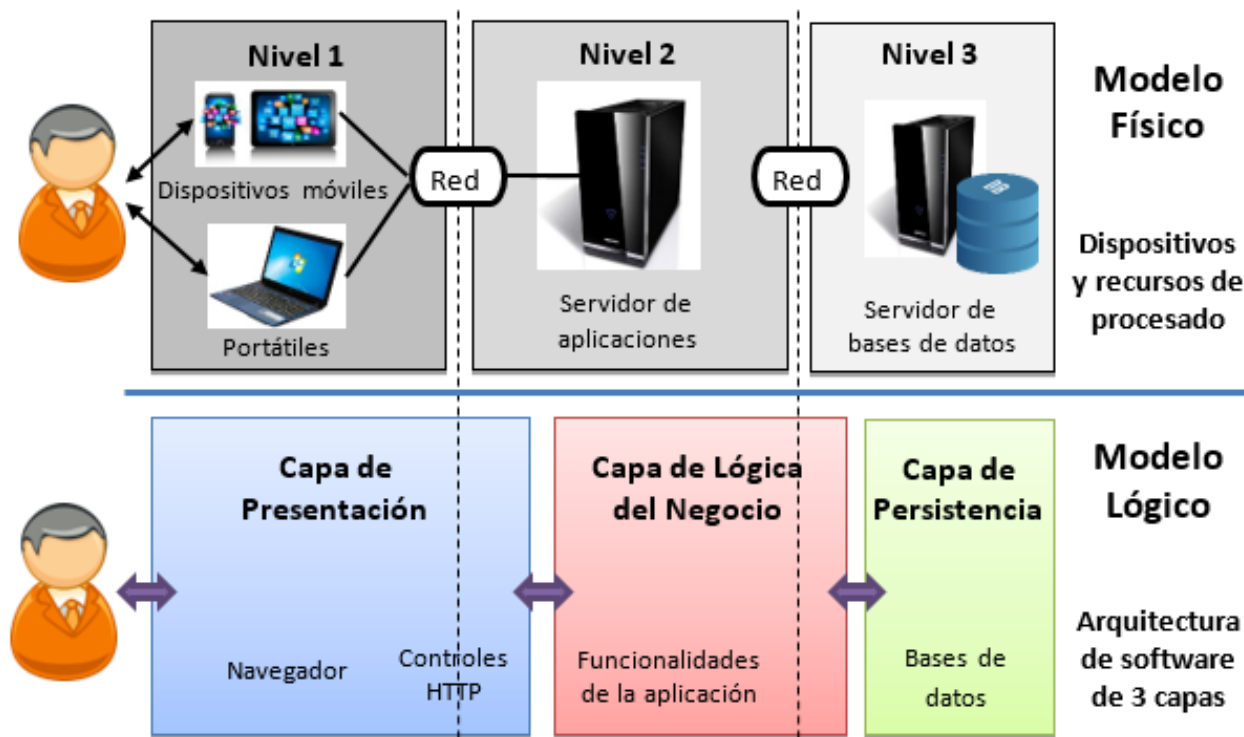 Nivel 1
Nivel 2
Nivel 3
Modelo
Físico
Dispositivos móviles
Red
Red
Portátiles
Servidor de
aplicaciones
Servidor de
bases de datos
Dispositivos
y recursos de
procesado
Capa de
Presentación
Capa de Lógica
del Negocio
Capa de
Persistencia
Modelo
Lógico
Navegador
Controles
HTTP
Funcionalidades
de la aplicación
Bases de
datos
Arquitectura
de software
de 3 capas